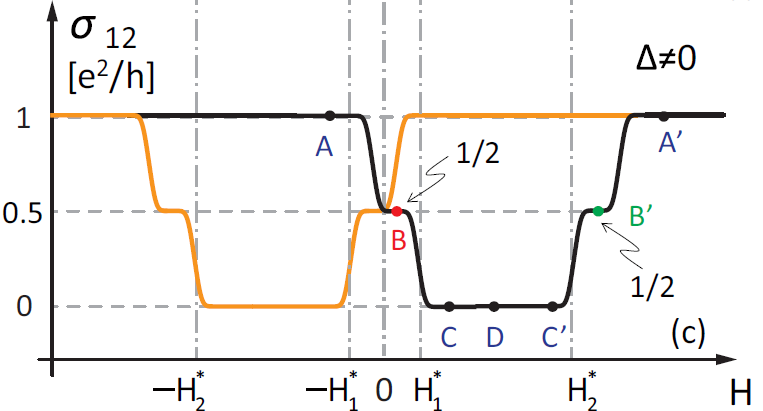 σ 12
[e²/h]
Δ≠0
1
A
A’
1/2
0.5
B
B’
1/2
0
C
D
C’
(c)
−H₂*
−H₁*
0
H₁*
H₂*
H